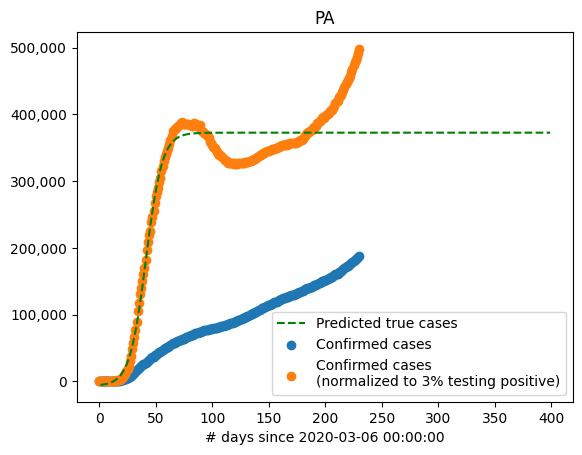 PA
500,000
400,000
300,000
200,000
100,000
0
Predicted true cases
Confirmed cases
Confirmed cases
(normalized to 3% testing positive)
0 50 100 150 200 250 300 350 400
# days since 2020-03-06 00:00:00